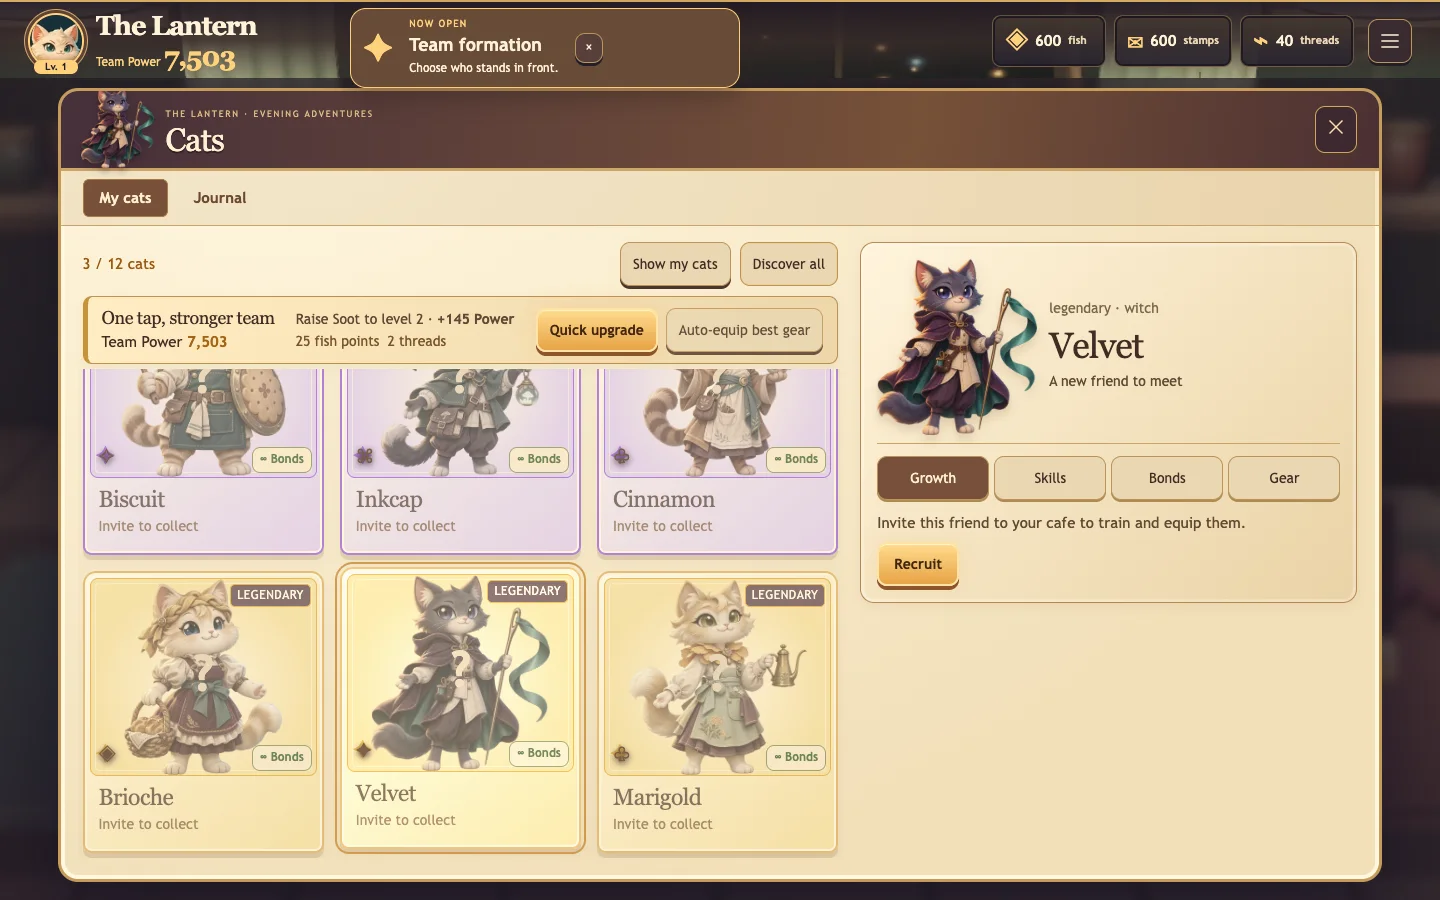 The Lantern
Team Power 7,503
Lv. 1
NOW OPEN
Team formation
Choose who stands in front.
×
600 fish
600 stamps
40 threads
THE LANTERN · EVENING ADVENTURES
Cats
My cats
Journal
3 / 12 cats
Show my cats
Discover all
One tap, stronger team
Team Power 7,503
Raise Soot to level 2 · +145 Power
25 fish points 2 threads
Quick upgrade
Auto-equip best gear
?
∞ Bonds
Biscuit
Invite to collect
?
∞ Bonds
Inkcap
Invite to collect
?
∞ Bonds
Cinnamon
Invite to collect
LEGENDARY
?
∞ Bonds
Brioche
Invite to collect
LEGENDARY
?
∞ Bonds
Velvet
Invite to collect
LEGENDARY
?
∞ Bonds
Marigold
Invite to collect
legendary · witch
Velvet
A new friend to meet
Growth
Skills
Bonds
Gear
Invite this friend to your cafe to train and equip them.
Recruit